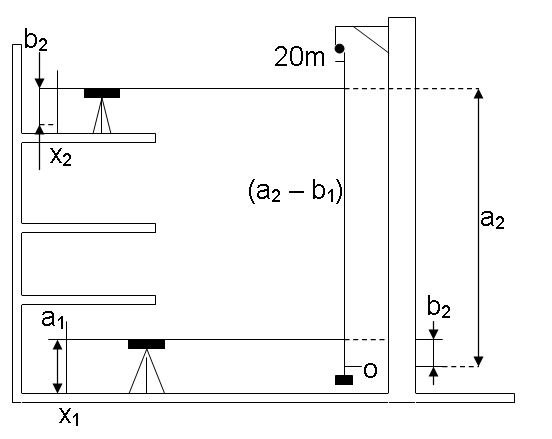 b₂
20m
x₂
(a₂ – b₁)
a₂
a₁
b₂
o
x₁